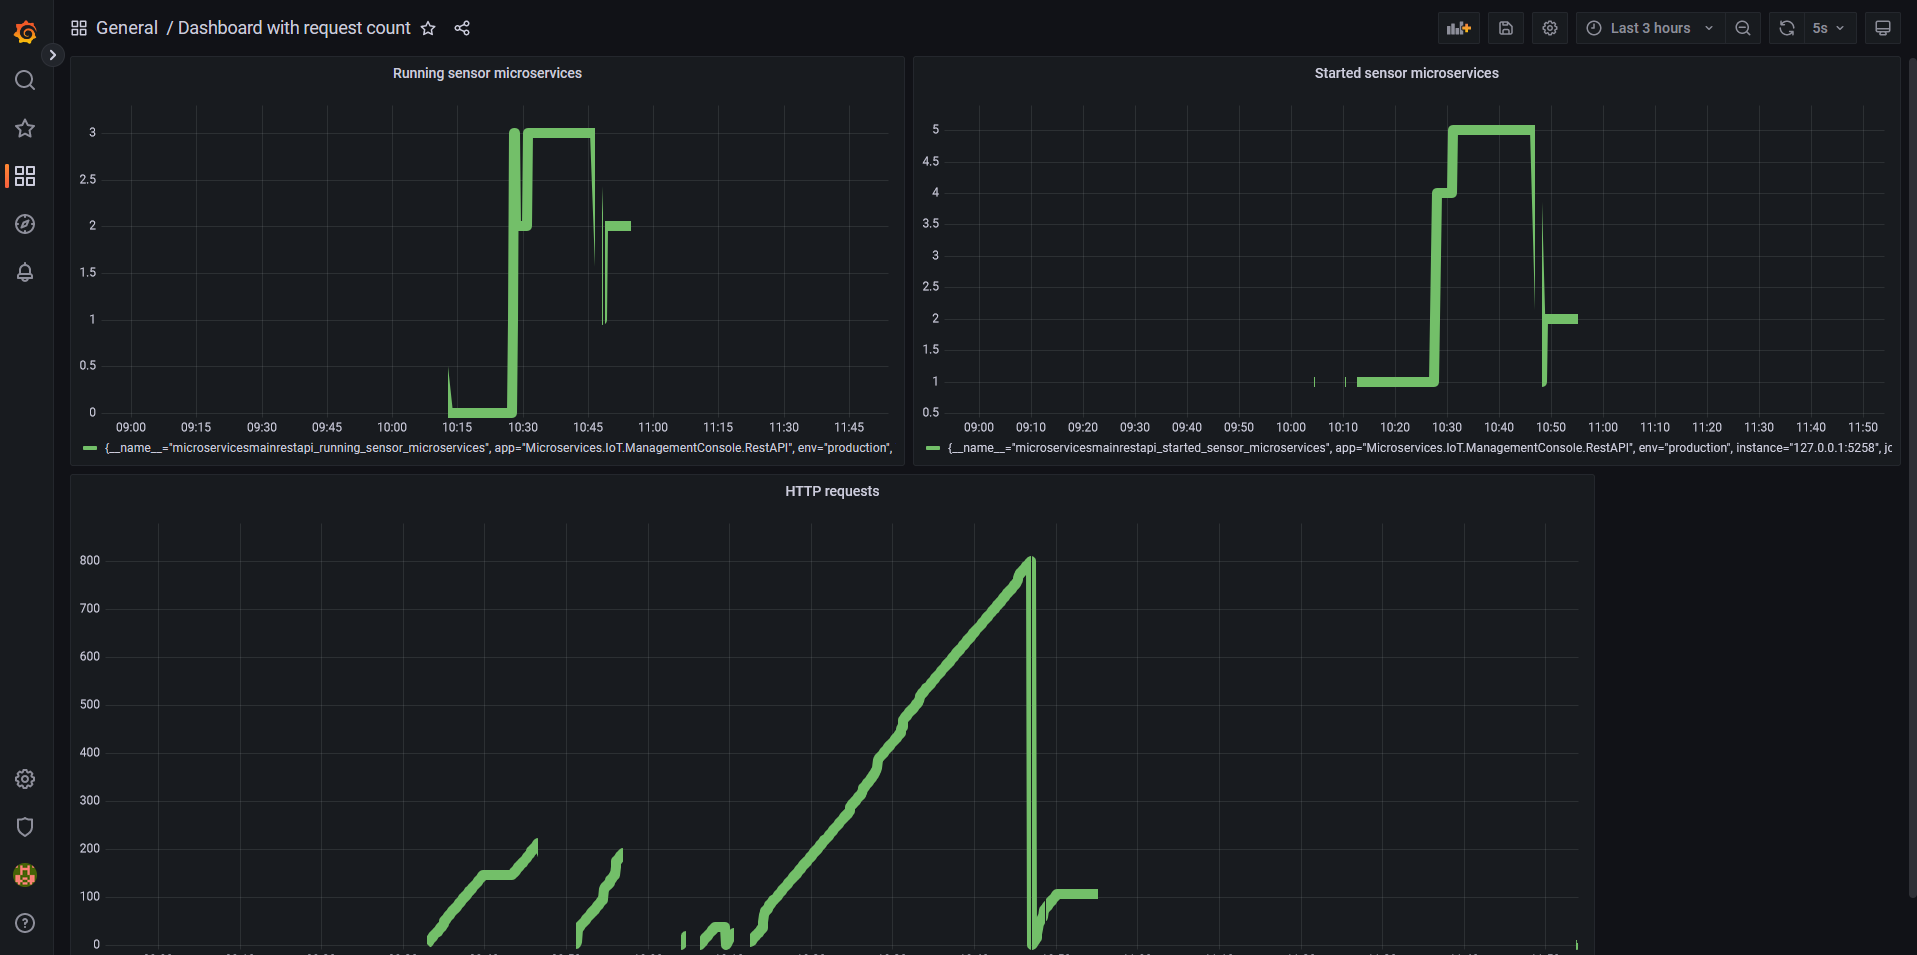 General / Dashboard with request count
Last 3 hours
5s
Running sensor microservices
3
2.5
2
1.5
1
0.5
0
09:00 09:15 09:30 09:45 10:00 10:15 10:30 10:45 11:00 11:15 11:30 11:45
{__name__="microservicesmainrestapi_running_sensor_microservices", app="Microservices.IoT.ManagementConsole.RestAPI", env="production",
Started sensor microservices
5
4.5
4
3.5
3
2.5
2
1.5
1
0.5
09:00 09:10 09:20 09:30 09:40 09:50 10:00 10:10 10:20 10:30 10:40 10:50 11:00 11:10 11:20 11:30 11:40 11:50
{__name__="microservicesmainrestapi_started_sensor_microservices", app="Microservices.IoT.ManagementConsole.RestAPI", env="production", instance="127.0.0.1:5258", jc
HTTP requests
800
700
600
500
400
300
200
100
0